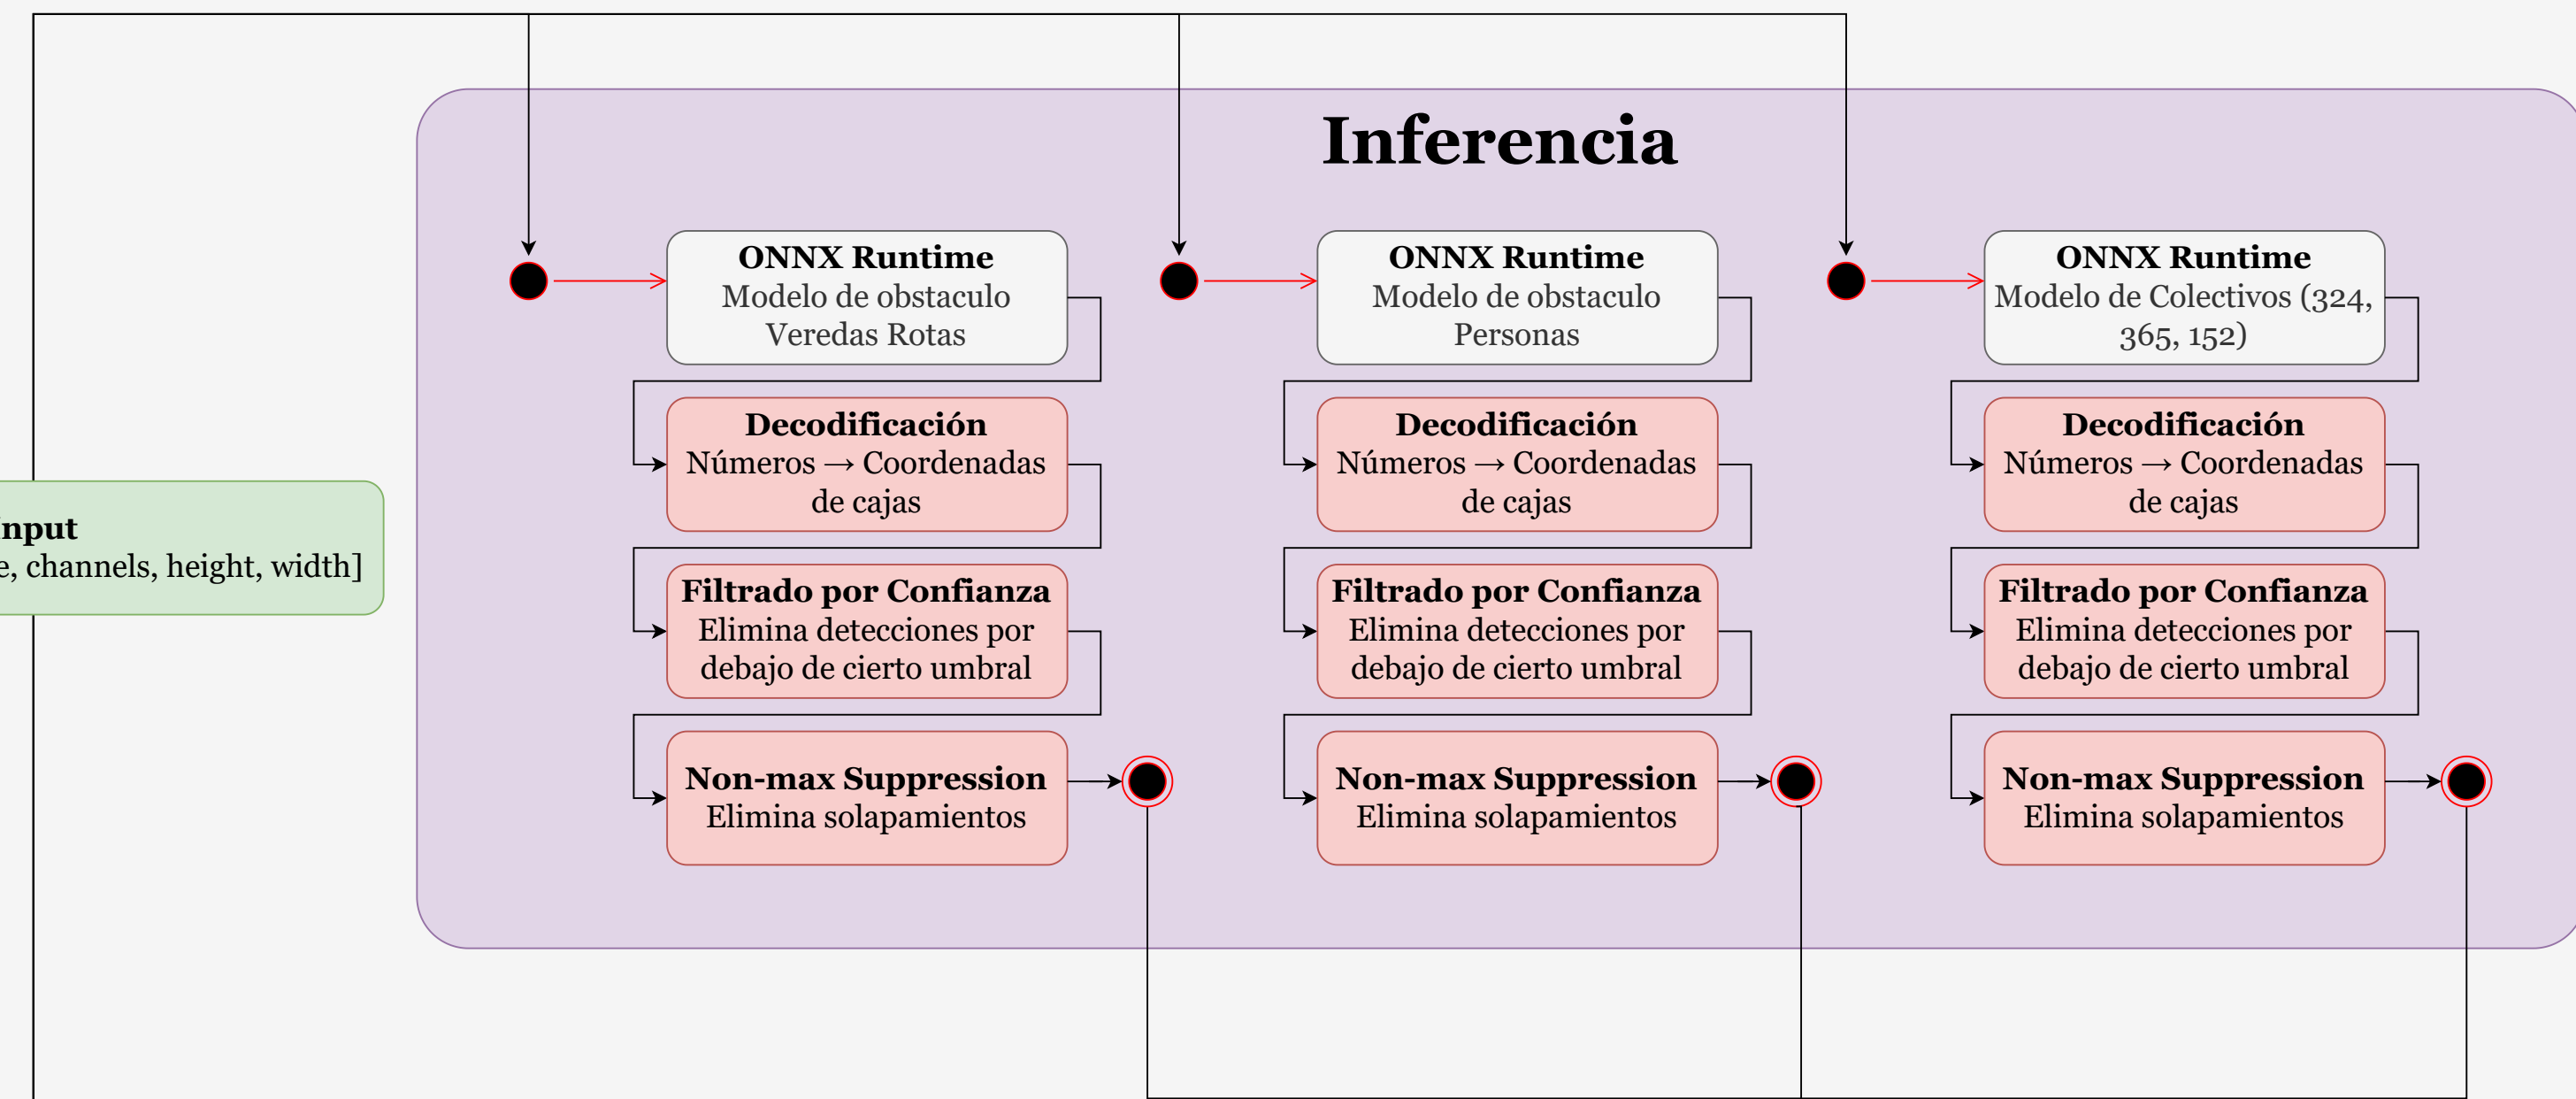 Inferencia
ONNX Runtime
Modelo de obstaculo
Veredas Rotas
Decodificación
Números → Coordenadas
de cajas
Filtrado por Confianza
Elimina detecciones por
debajo de cierto umbral
Non-max Suppression
Elimina solapamientos
ONNX Runtime
Modelo de obstaculo
Personas
Decodificación
Números → Coordenadas
de cajas
Filtrado por Confianza
Elimina detecciones por
debajo de cierto umbral
Non-max Suppression
Elimina solapamientos
ONNX Runtime
Modelo de Colectivos (324,
365, 152)
Decodificación
Números → Coordenadas
de cajas
Filtrado por Confianza
Elimina detecciones por
debajo de cierto umbral
Non-max Suppression
Elimina solapamientos
nput
e, channels, height, width]